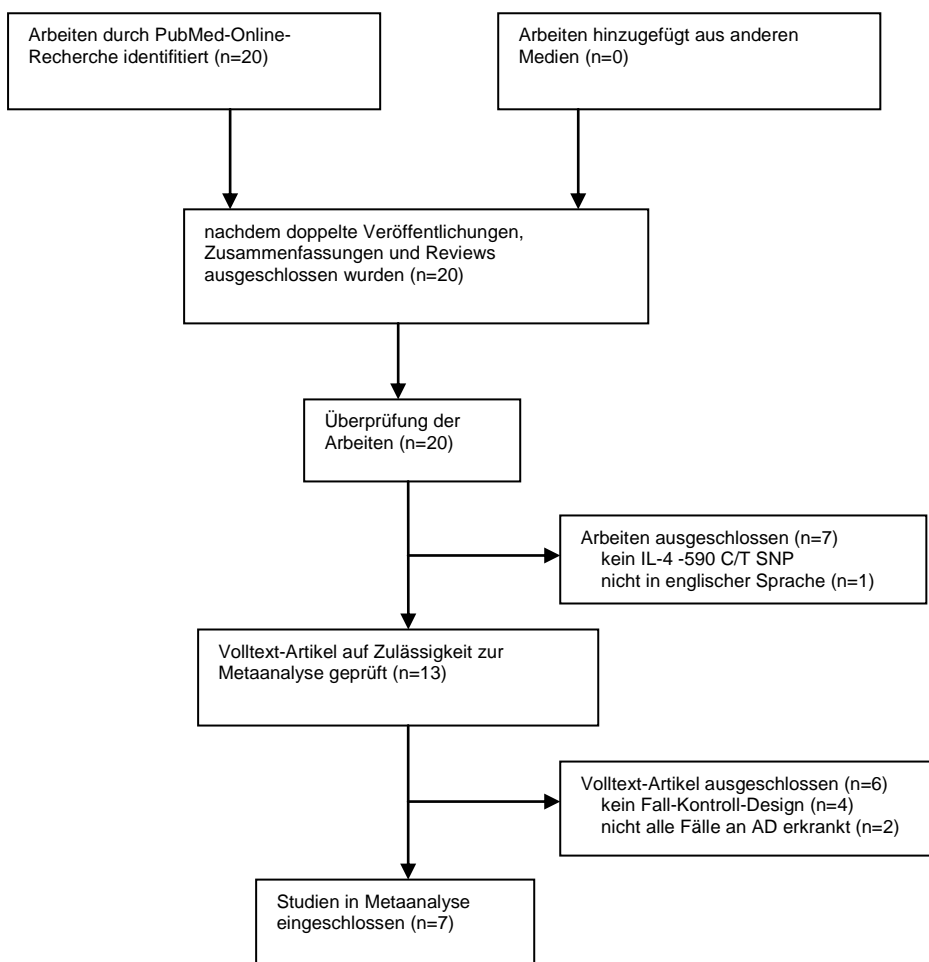 Arbeiten durch PubMed-Online-
Recherche identifitiert (n=20)
Arbeiten hinzugefügt aus anderen
Medien (n=0)
nachdem doppelte Veröffentlichungen,
Zusammenfassungen und Reviews
ausgeschlossen wurden (n=20)
Überprüfung der
Arbeiten (n=20)
Arbeiten ausgeschlossen (n=7)
kein IL-4 -590 C/T SNP
nicht in englischer Sprache (n=1)
Volltext-Artikel auf Zulässigkeit zur
Metaanalyse geprüft (n=13)
Volltext-Artikel ausgeschlossen (n=6)
kein Fall-Kontroll-Design (n=4)
nicht alle Fälle an AD erkrankt (n=2)
Studien in Metaanalyse
eingeschlossen (n=7)